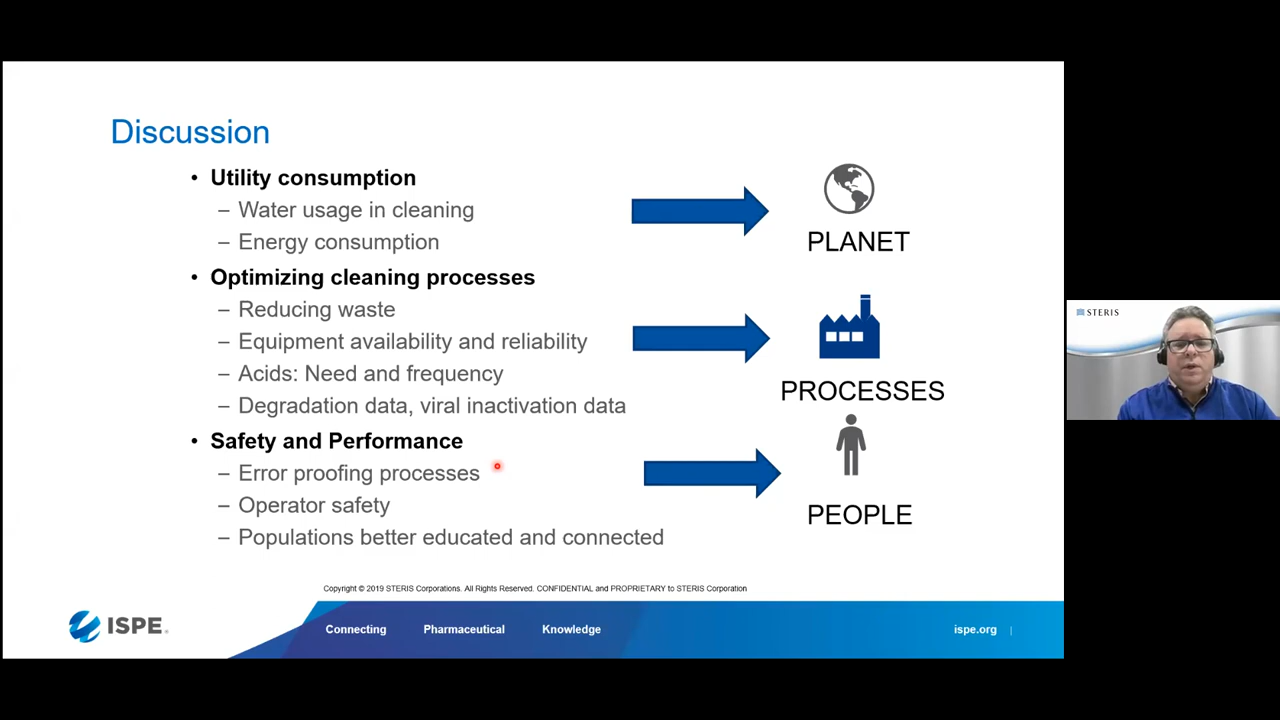 Discussion
• Utility consumption
– Water usage in cleaning
– Energy consumption
PLANET
• Optimizing cleaning processes
– Reducing waste
– Equipment availability and reliability
– Acids: Need and frequency
– Degradation data, viral inactivation data
PROCESSES
• Safety and Performance
– Error proofing processes
– Operator safety
– Populations better educated and connected
PEOPLE
Copyright © 2019 STERIS Corporations. All Rights Reserved. CONFIDENTIAL and PROPRIETARY to STERIS Corporation
ISPE®
Connecting Pharmaceutical Knowledge
ispe.org |
STERIS